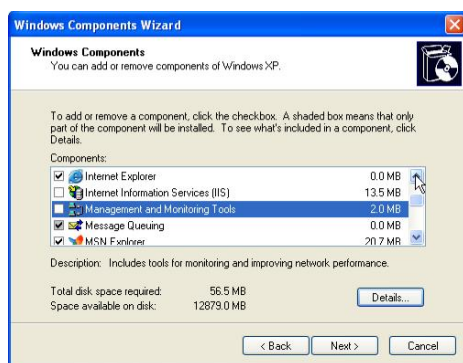 Windows Components Wizard
Windows Components
You can add or remove components of Windows XP.
To add or remove a component, click the checkbox. A shaded box means that only
part of the component will be installed. To see what's included in a component, click
Details.
Components:
Internet Explorer 0.0 MB
Internet Information Services (IIS) 13.5 MB
Management and Monitoring Tools 2.0 MB
Message Queuing 0.0 MB
MSN Explorer 20.7 MB
Description: Includes tools for monitoring and improving network performance.
Total disk space required: 56.5 MB
Space available on disk: 12879.0 MB
Details...
< Back Next > Cancel